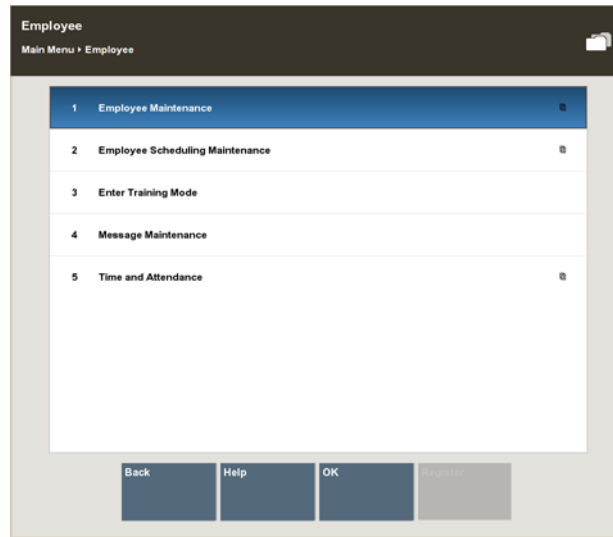 Employee
Main Menu ▸ Employee
1 Employee Maintenance
2 Employee Scheduling Maintenance
3 Enter Training Mode
4 Message Maintenance
5 Time and Attendance
Back Help OK Register